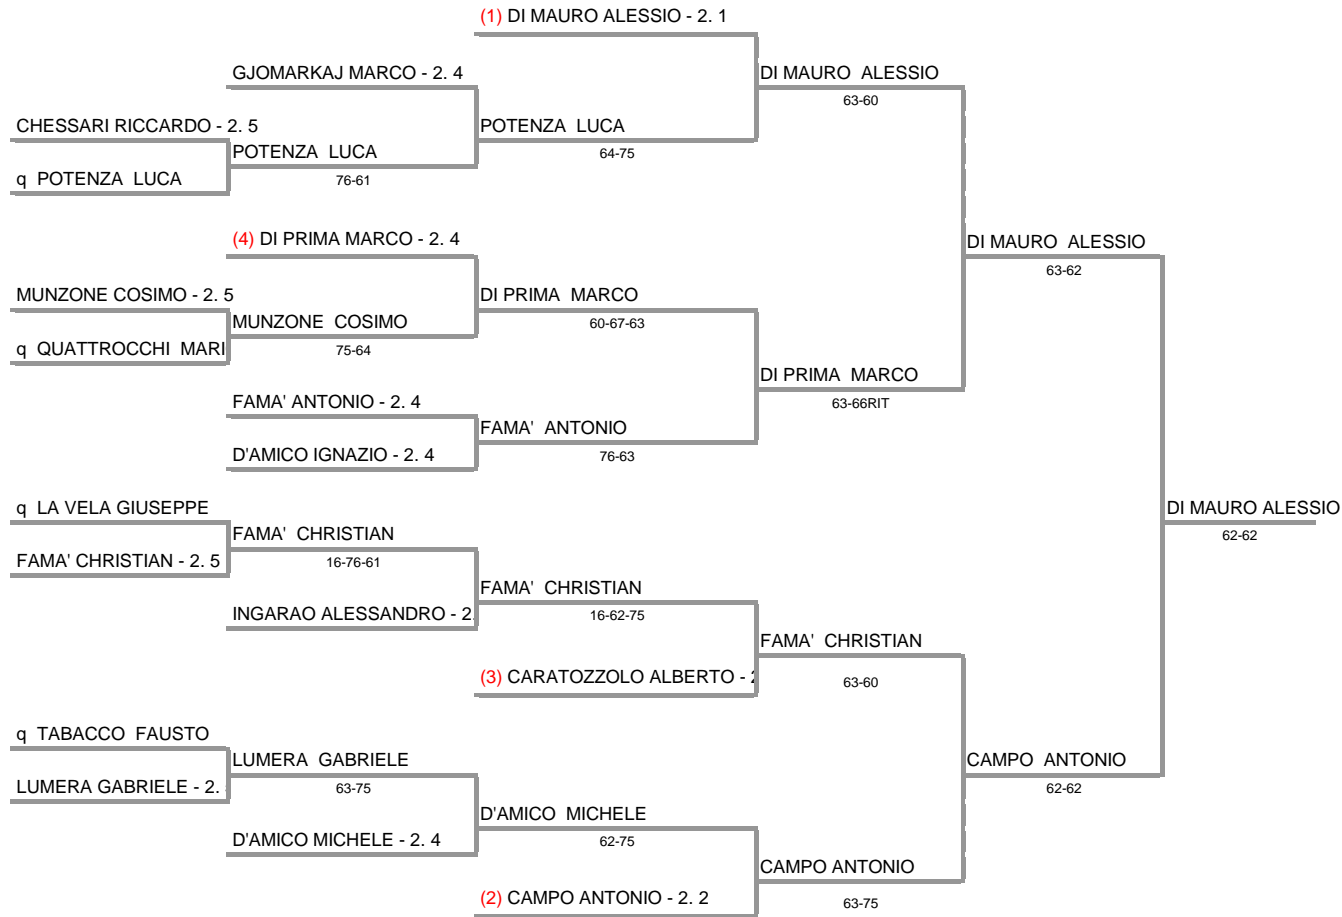 (1) DI MAURO ALESSIO - 2. 1
GJOMARKAJ MARCO - 2. 4
DI MAURO ALESSIO
63-60
CHESSARI RICCARDO - 2. 5
POTENZA LUCA
64-75
POTENZA LUCA
76-61
q POTENZA LUCA
(4) DI PRIMA MARCO - 2. 4
DI MAURO ALESSIO
63-62
MUNZONE COSIMO - 2. 5
DI PRIMA MARCO
60-67-63
MUNZONE COSIMO
75-64
q QUATTROCCHI MARI
DI PRIMA MARCO
63-66RIT
FAMA' ANTONIO - 2. 4
FAMA' ANTONIO
76-63
D'AMICO IGNAZIO - 2. 4
q LA VELA GIUSEPPE
DI MAURO ALESSIO
62-62
FAMA' CHRISTIAN
16-76-61
FAMA' CHRISTIAN - 2. 5
FAMA' CHRISTIAN
16-62-75
INGARAO ALESSANDRO - 2.
FAMA' CHRISTIAN
63-60
(3) CARATOZZOLO ALBERTO -
q TABACCO FAUSTO
LUMERA GABRIELE
63-75
CAMPO ANTONIO
62-62
LUMERA GABRIELE - 2.
D'AMICO MICHELE
62-75
D'AMICO MICHELE - 2. 4
CAMPO ANTONIO
63-75
(2) CAMPO ANTONIO - 2. 2